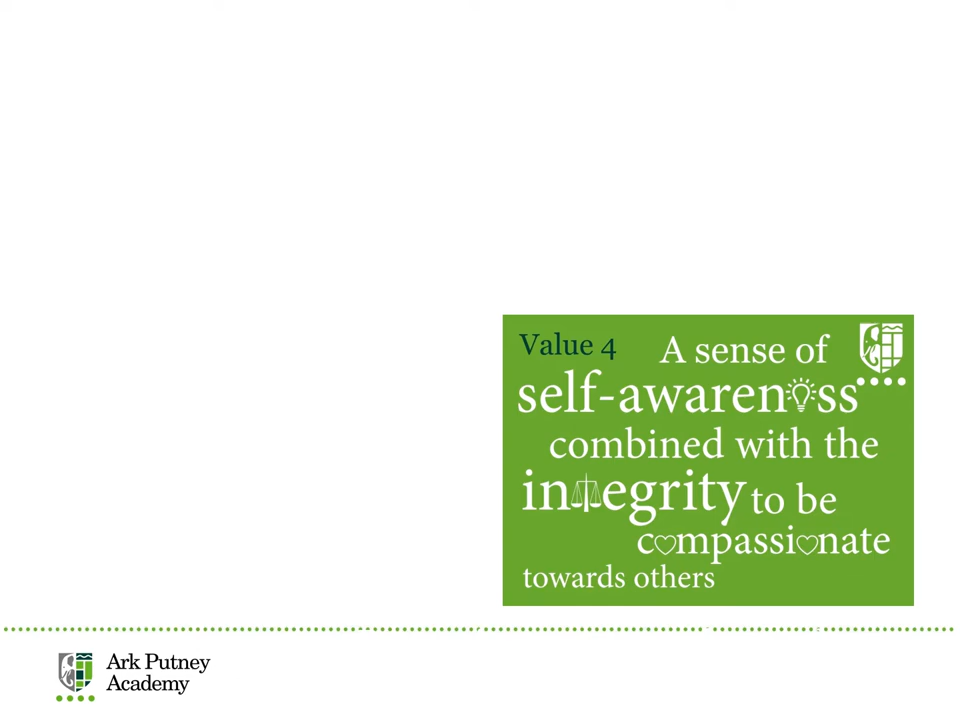 Value 4 A sense of
self-awareness
combined with the
integrity to be
compassionate
towards others
Ark Putney
Academy